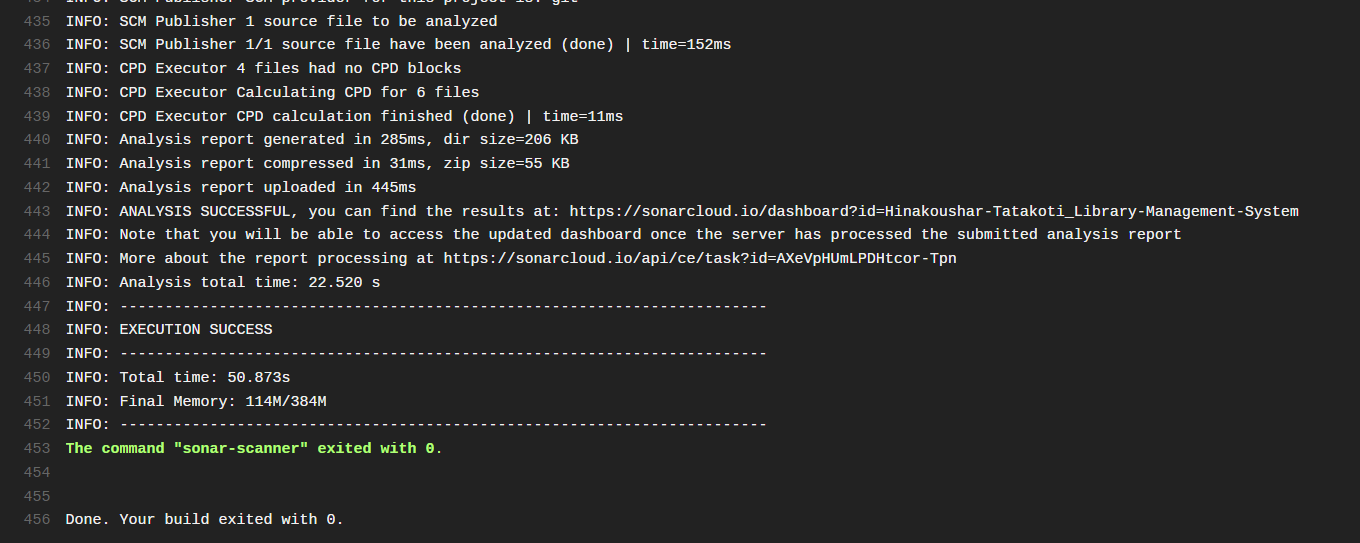 434 INFO: SCM Publisher SCM provider for this project is: git
435 INFO: SCM Publisher 1 source file to be analyzed
436 INFO: SCM Publisher 1/1 source file have been analyzed (done) | time=152ms
437 INFO: CPD Executor 4 files had no CPD blocks
438 INFO: CPD Executor Calculating CPD for 6 files
439 INFO: CPD Executor CPD calculation finished (done) | time=11ms
440 INFO: Analysis report generated in 285ms, dir size=206 KB
441 INFO: Analysis report compressed in 31ms, zip size=55 KB
442 INFO: Analysis report uploaded in 445ms
443 INFO: ANALYSIS SUCCESSFUL, you can find the results at: https://sonarcloud.io/dashboard?id=Hinakoushar-Tatakoti_Library-Management-System
444 INFO: Note that you will be able to access the updated dashboard once the server has processed the submitted analysis report
445 INFO: More about the report processing at https://sonarcloud.io/api/ce/task?id=AXeVpHUmLPDHtcor-Tpn
446 INFO: Analysis total time: 22.520 s
447 INFO: ------------------------------------------------------------------------
448 INFO: EXECUTION SUCCESS
449 INFO: ------------------------------------------------------------------------
450 INFO: Total time: 50.873s
451 INFO: Final Memory: 114M/384M
452 INFO: ------------------------------------------------------------------------
453 The command "sonar-scanner" exited with 0.
454
455
456 Done. Your build exited with 0.